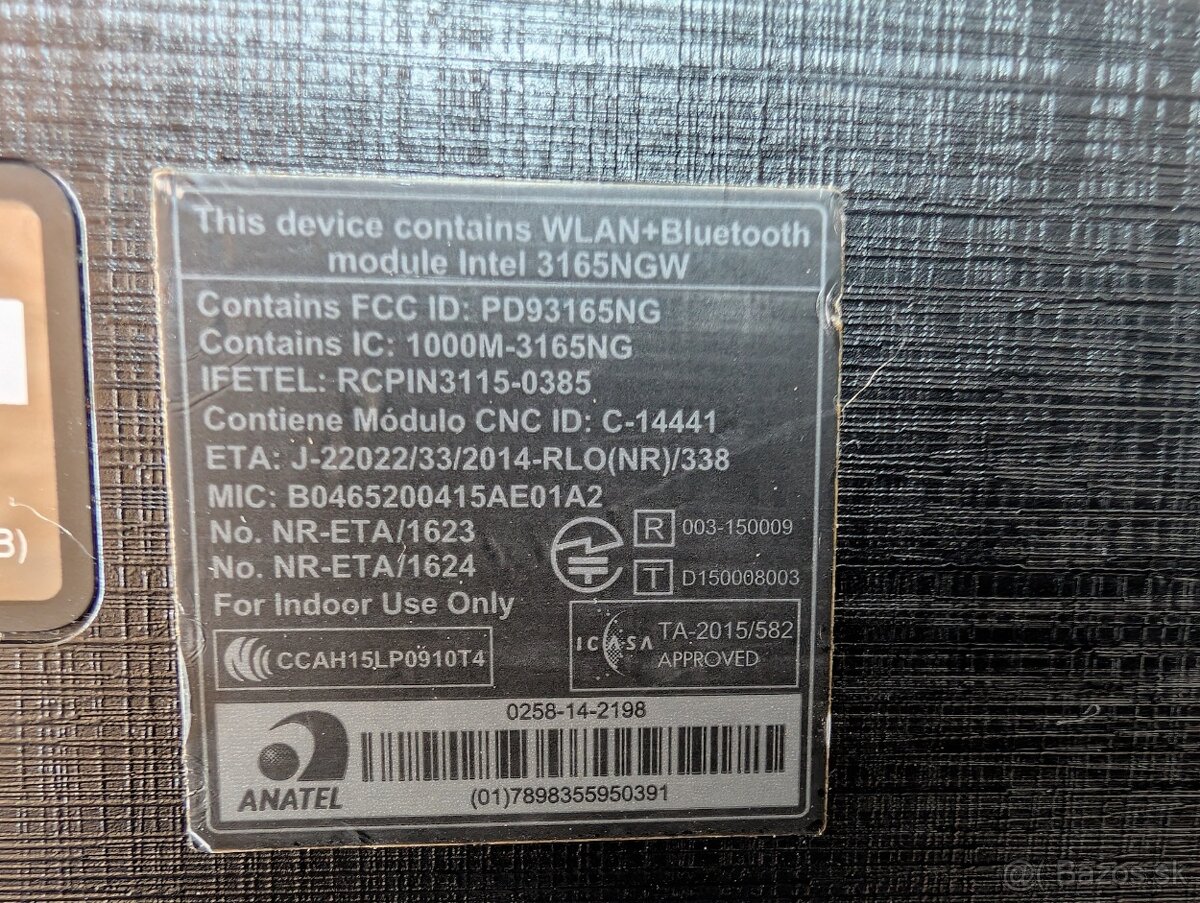 This device contains WLAN+Bluetooth
module Intel 3165NGW
Contains FCC ID: PD93165NG
Contains IC: 1000M-3165NG
IFETEL: RCPIN3115-0385
Contiene Módulo CNC ID: C-14441
ETA: J-22022/33/2014-RLO(NR)/338
MIC: B0465200415AE01A2
No. NR-ETA/1623
No. NR-ETA/1624
For Indoor Use Only
R 003-150009
T D150008003
CCAH15LP0910T4
ICASA TA-2015/582
APPROVED
0258-14-2198
ANATEL
(01)7898355950391
B)
@ Bazos.sk